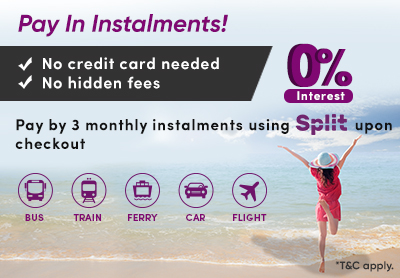 Pay In Instalments!
No credit card needed
No hidden fees
0%
Interest
Pay by 3 monthly instalments using Split upon
checkout
BUS TRAIN FERRY CAR FLIGHT
*T&C apply.